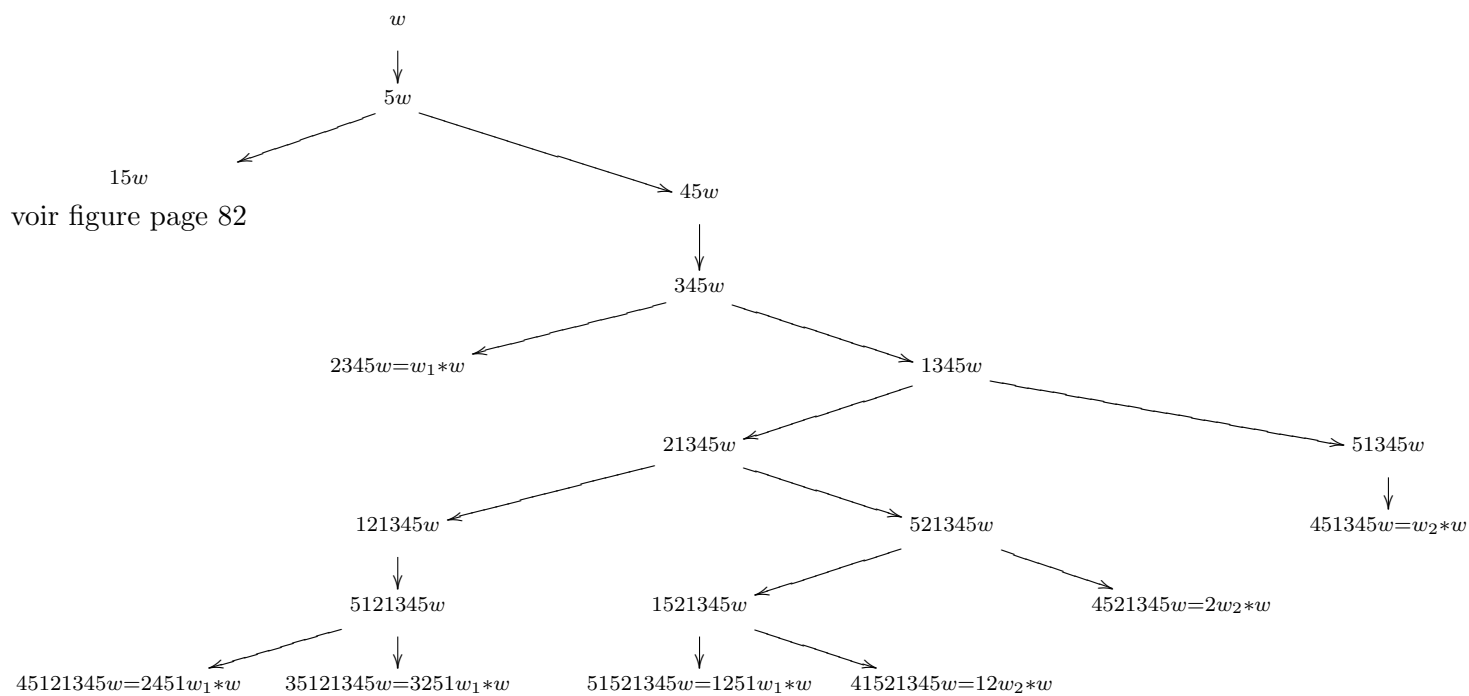 w
5w
15w
45w
voir figure page 82
345w
2345w=w₁*w
1345w
21345w
51345w
121345w
521345w
451345w=w₂*w
5121345w
1521345w
4521345w=2w₂*w
45121345w=2451w₁*w
35121345w=3251w₁*w
51521345w=1251w₁*w
41521345w=12w₂*w